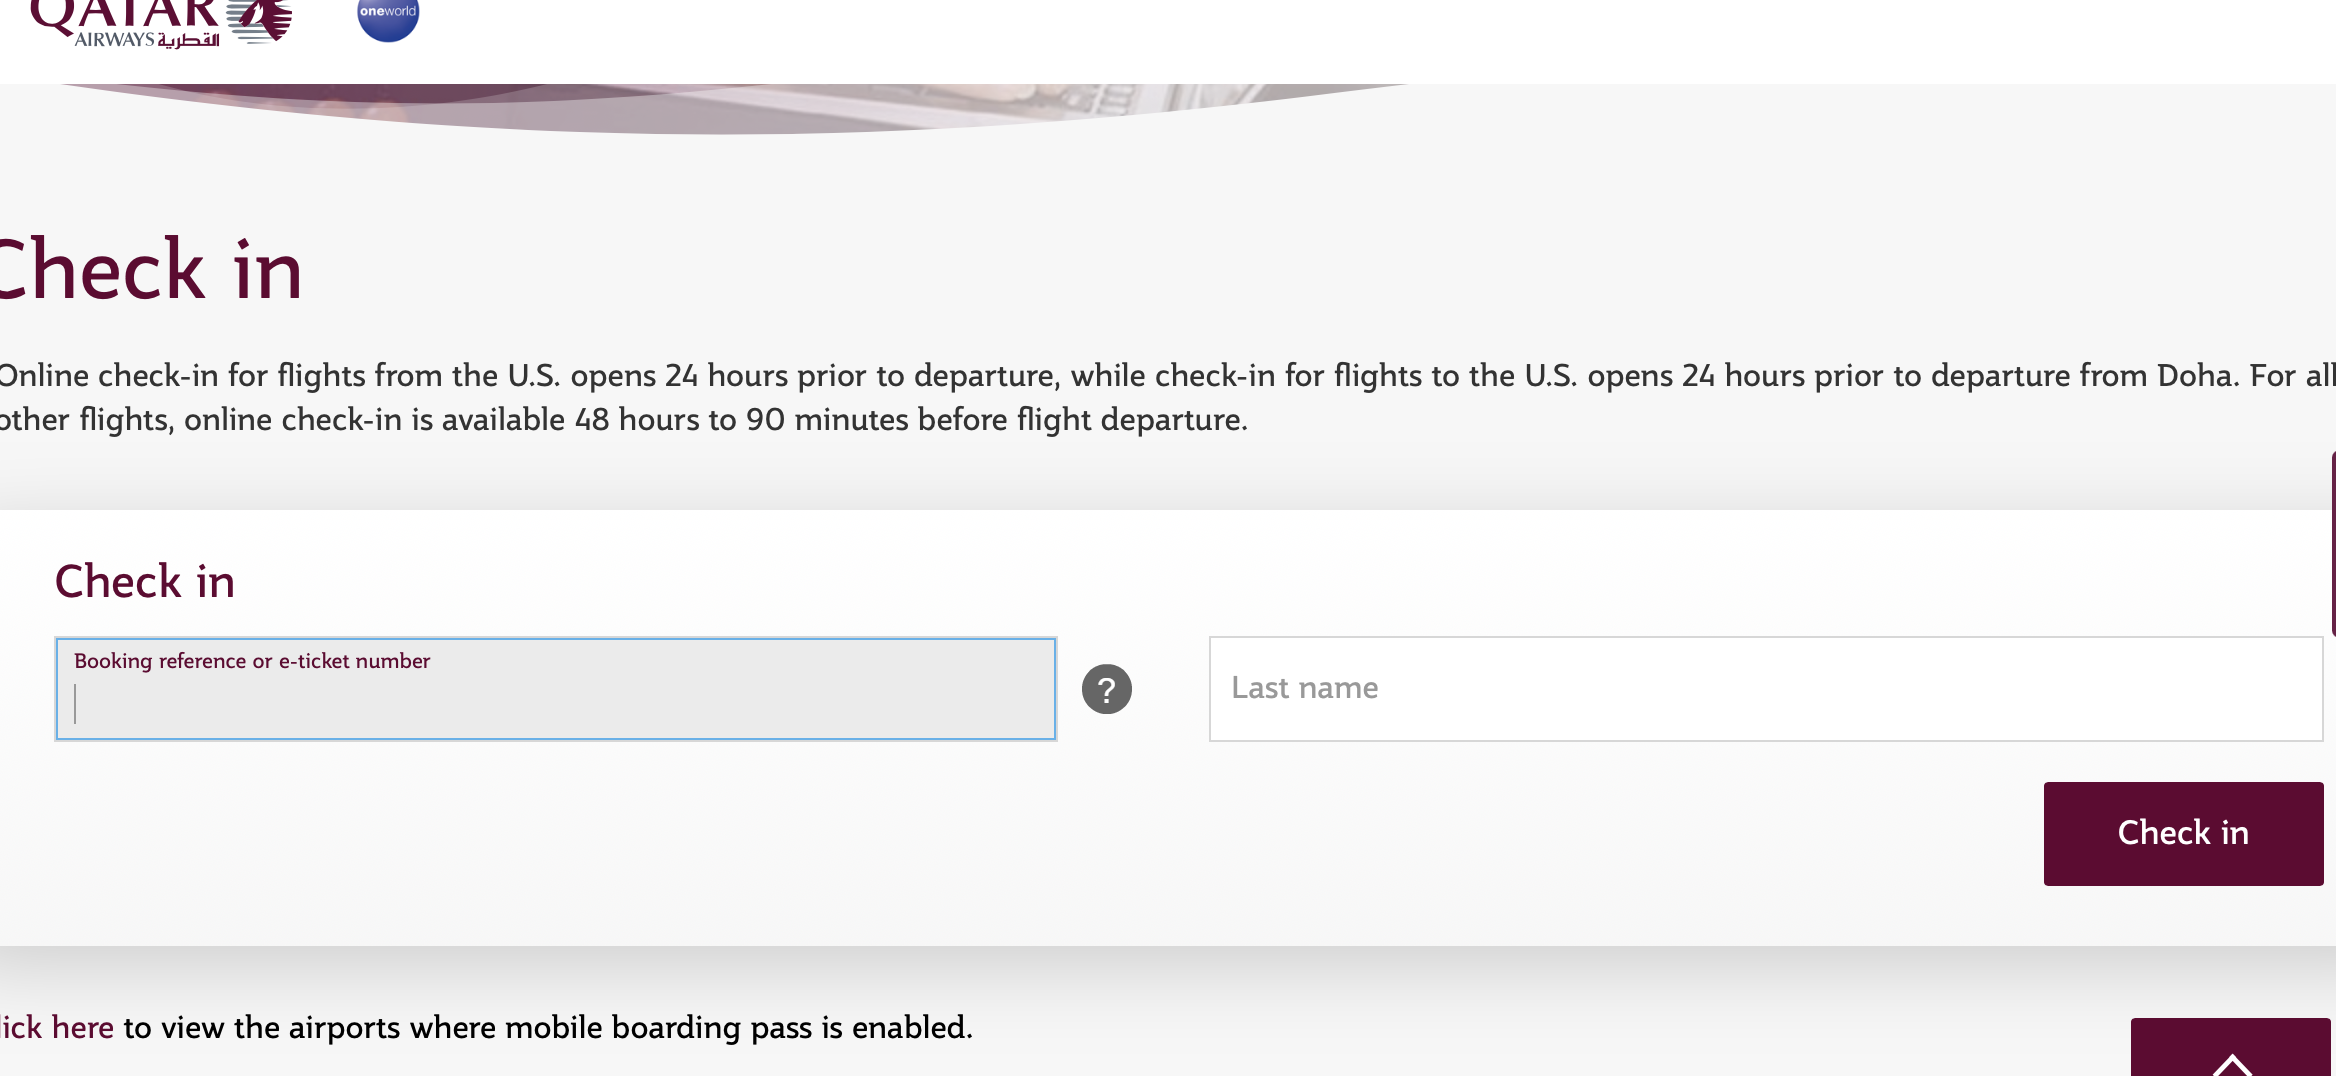 QATAR
AIRWAYS القطرية
oneworld
Check in
Online check-in for flights from the U.S. opens 24 hours prior to departure, while check-in for flights to the U.S. opens 24 hours prior to departure from Doha. For all
other flights, online check-in is available 48 hours to 90 minutes before flight departure.
Check in
Booking reference or e-ticket number
?
Last name
Check in
lick here to view the airports where mobile boarding pass is enabled.